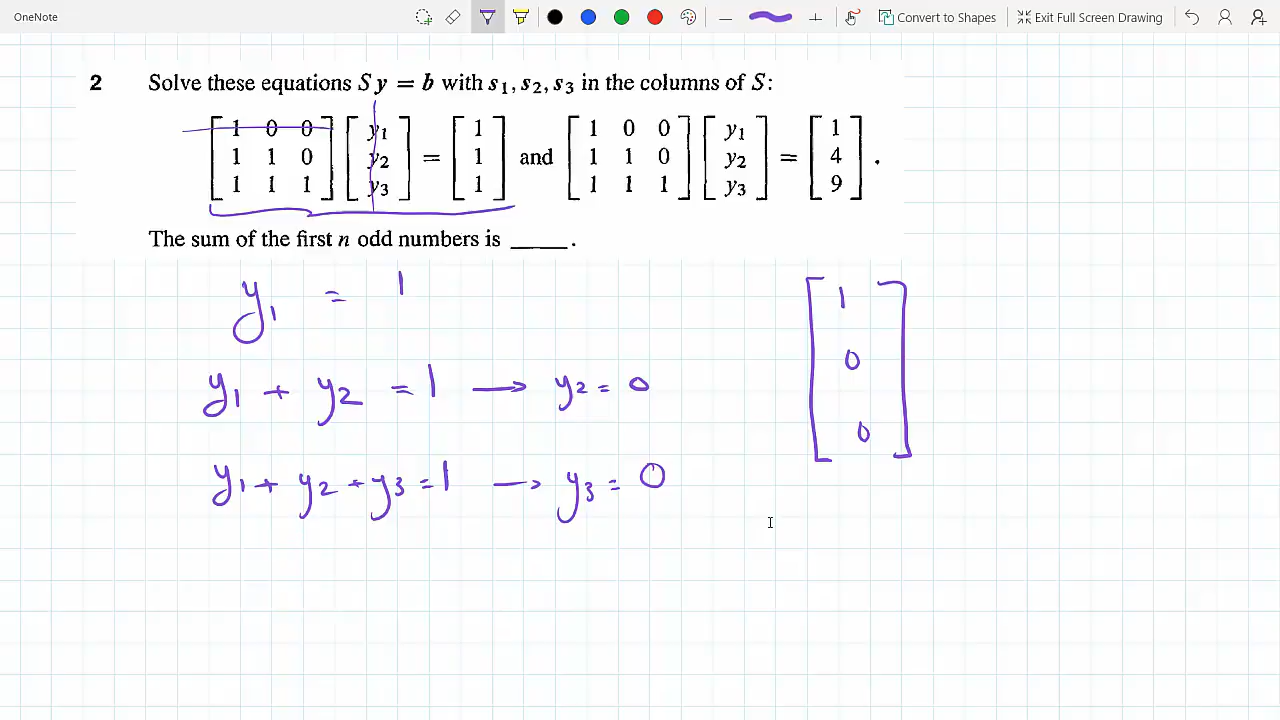 OneNote
Convert to Shapes
Exit Full Screen Drawing
2 Solve these equations S y = b with s1, s2, s3 in the columns of S:
[1 0 0] [y1] = [1] and [1 0 0] [y1] = [1]
[1 1 0] [y2] = [1] and [1 1 0] [y2] = [4]
[1 1 1] [y3] = [1] and [1 1 1] [y3] = [9] .
The sum of the first n odd numbers is _____ .
y1 = 1
y1 + y2 = 1 → y2 = 0
y1 + y2 + y3 = 1 → y3 = 0
1
0
0